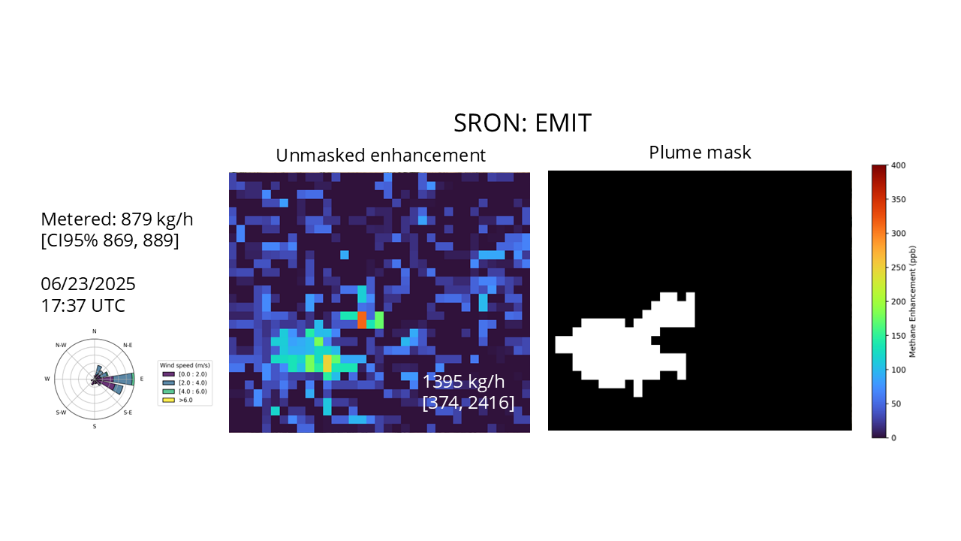 SRON: EMIT
Unmasked enhancement
Plume mask
Metered: 879 kg/h
[CI95% 869, 889]
06/23/2025
17:37 UTC
N
N-W
N-E
W
E
S-W
S-E
S
Wind speed (m/s)
[0.0 : 2.0)
[2.0 : 4.0)
[4.0 : 6.0)
>6.0
1395 kg/h
[374, 2416]
400
350
300
250
200
150
100
50
0
Methane Enhancement (ppb)